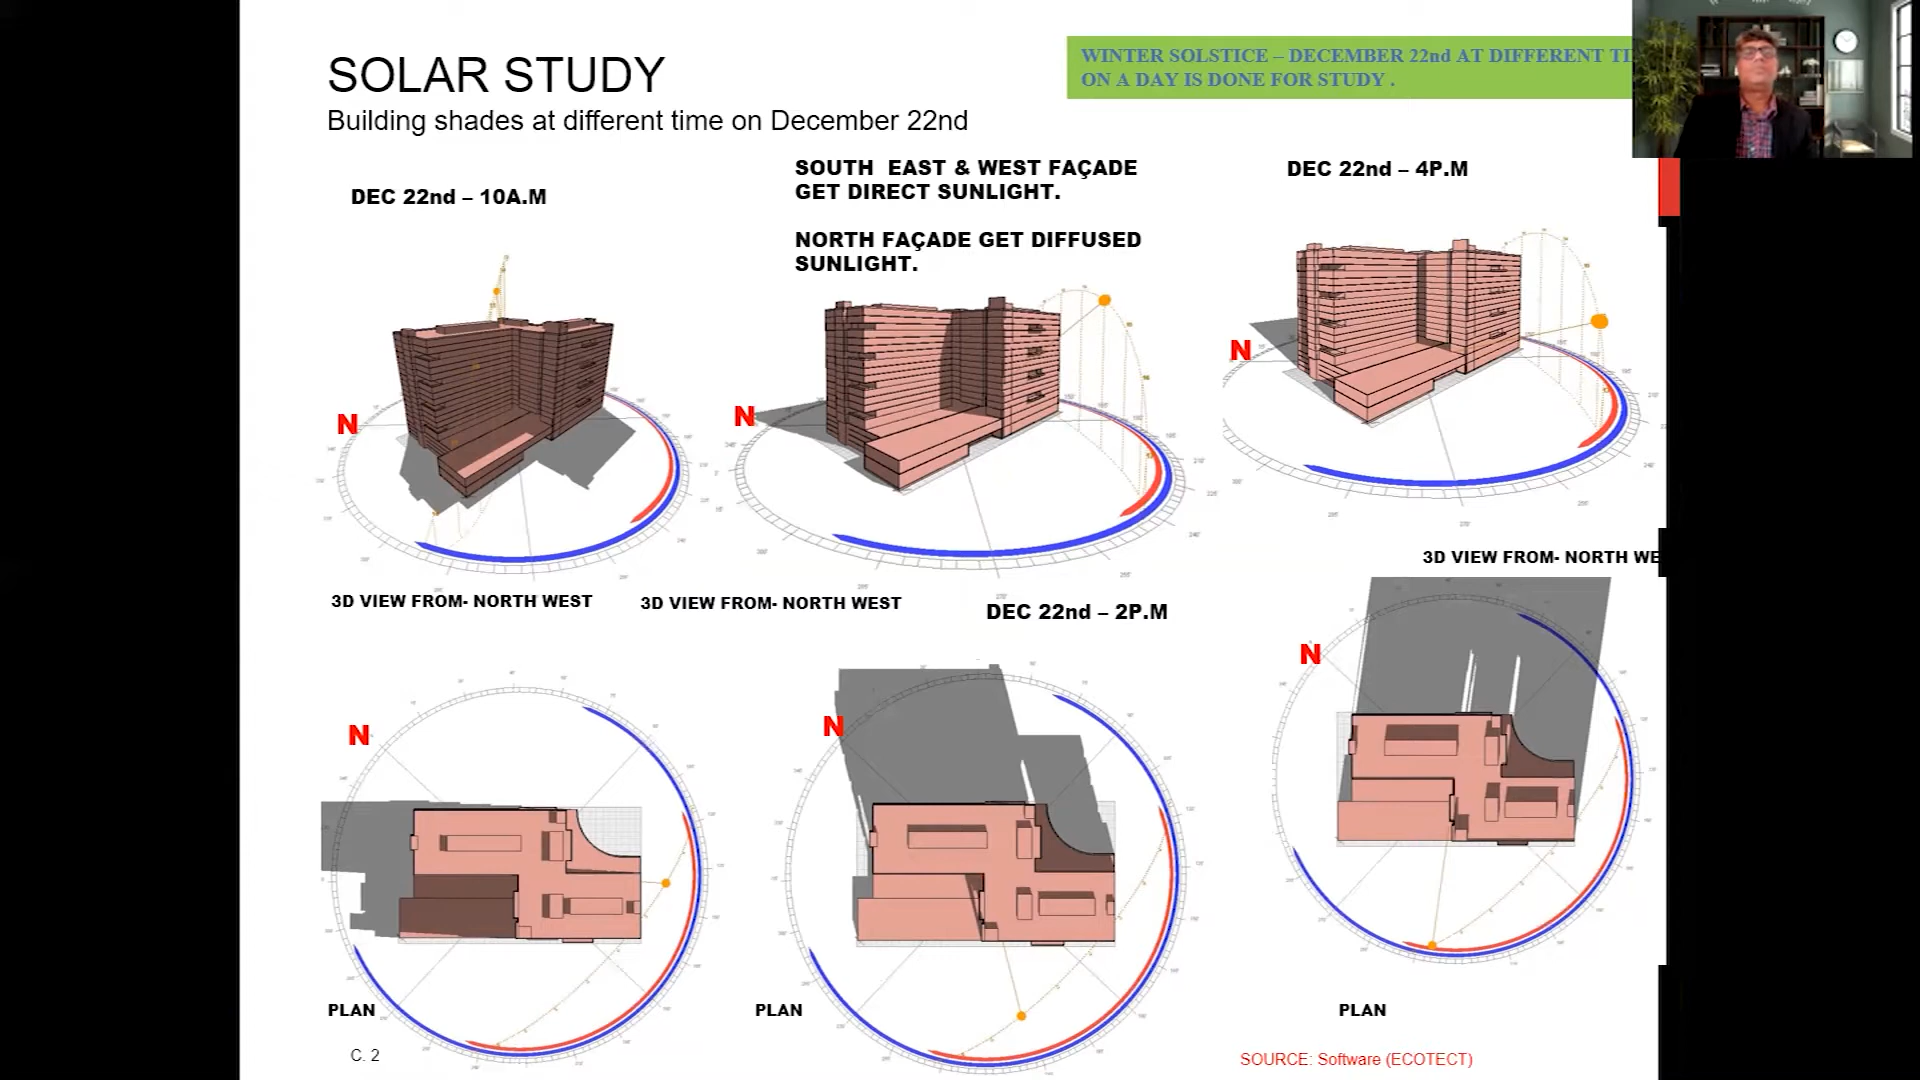 SOLAR STUDY
Building shades at different time on December 22nd
WINTER SOLSTICE – DECEMBER 22nd AT DIFFERENT
ON A DAY IS DONE FOR STUDY .
DEC 22nd – 10A.M
SOUTH EAST & WEST FAÇADE
GET DIRECT SUNLIGHT.
NORTH FAÇADE GET DIFFUSED
SUNLIGHT.
DEC 22nd – 4P.M
N
N
N
3D VIEW FROM- NORTH WE
3D VIEW FROM- NORTH WEST
3D VIEW FROM- NORTH WEST
DEC 22nd – 2P.M
N
N
N
PLAN
PLAN
PLAN
C. 2
SOURCE: Software (ECOTECT)